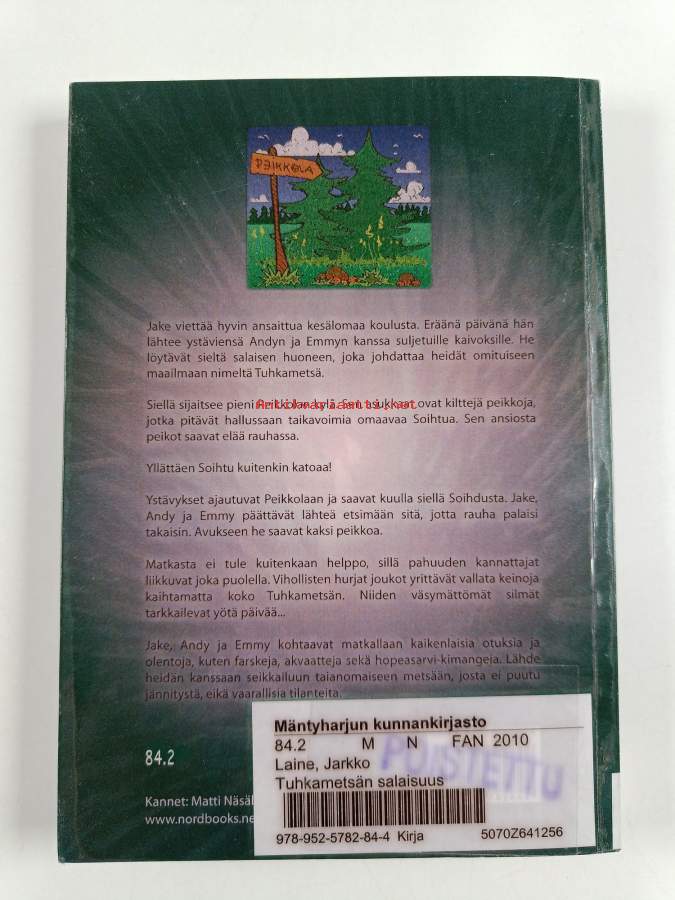 PEIKKOLA
Jake viettää hyvin ansaittua kesälomaa koulusta. Eräänä päivänä hän
lähtee ystäviensä Andyn ja Emmyn kanssa suljetuille kaivoksille. He
löytävät sieltä salaisen huoneen, joka johdattaa heidät omituiseen
maailmaan nimeltä Tuhkametsä.
Siellä sijaitsee pieni Peikkolan kylä. Sen asukkaat ovat kilttejä peikkoja,
jotka pitävät hallussaan taikavoimia omaavaa Soihtua. Sen ansiosta
peikot saavat elää rauhassa.
Yllättäen Soihtu kuitenkin katoaa!
Ystävykset ajautuvat Peikkolaan ja saavat kuulla siellä Soihdusta. Jake,
Andy ja Emmy päättävät lähteä etsimään sitä, jotta rauha palaisi
takaisin. Avukseen he saavat kaksi peikkoa.
Matkasta ei tule kuitenkaan helppo, sillä pahuuden kannattajat
liikkuvat joka puolella. Vihollisten hurjat joukot yrittävät vallata keinoja
kaihtamatta koko Tuhkametsän. Niiden väsymättömät silmät
tarkkailevat yötä päivää...
Jake, Andy ja Emmy kohtaavat matkallaan kaikenlaisia otuksia ja
olentoja, kuten farskeja, akvaatteja sekä hopeasarvi-kimangeja. Lähde
heidän kanssaan seikkailuun taianomaiseen metsään, josta ei puutu
jännitystä, eikä vaarallisia tilanteita.
84.2
Kannet: Matti Näsäl
www.nordbooks.ne
Mäntyharjun kunnankirjasto
84.2 M N FAN 2010
Laine, Jarkko
Tuhkametsän salaisuus
POISTETTU
978-952-5782-84-4 Kirja 5070Z641256